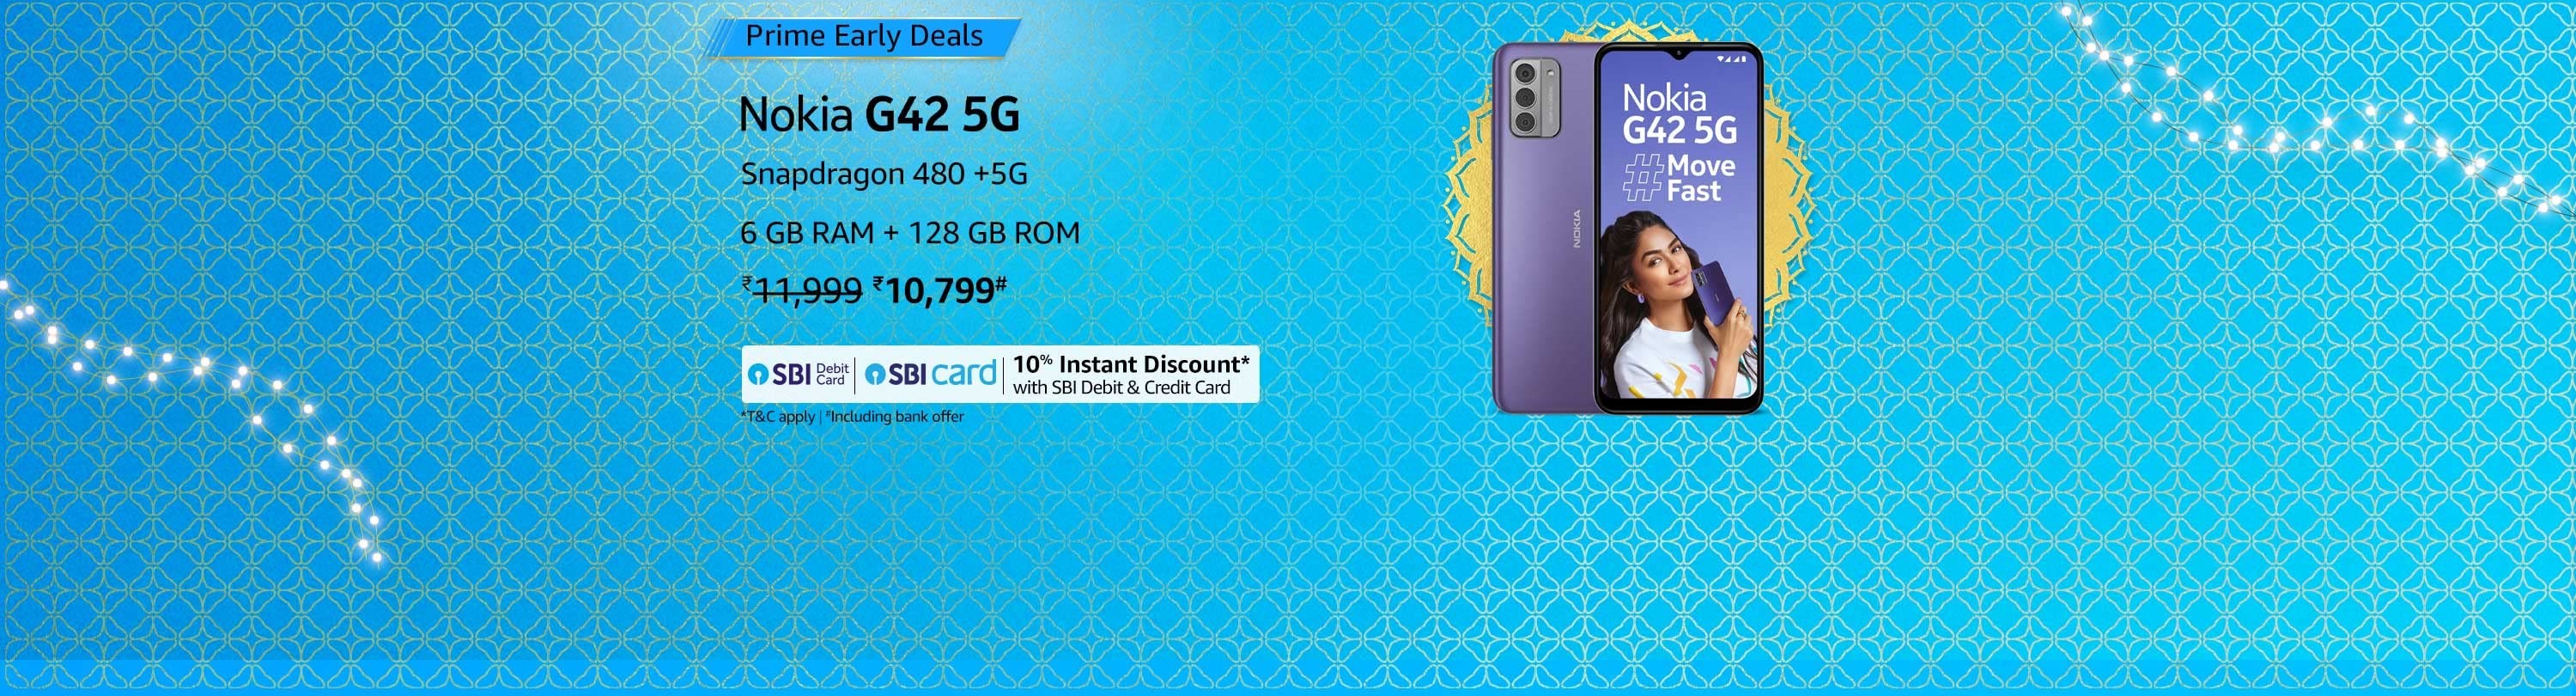 Prime Early Deals
Nokia G42 5G
Snapdragon 480 +5G
6 GB RAM + 128 GB ROM
₹11,999 ₹10,799#
SBI Debit Card | SBI card | 10% Instant Discount*
with SBI Debit & Credit Card
*T&C apply | #Including bank offer
Nokia
G42 5G
#Move
Fast
NOKIA